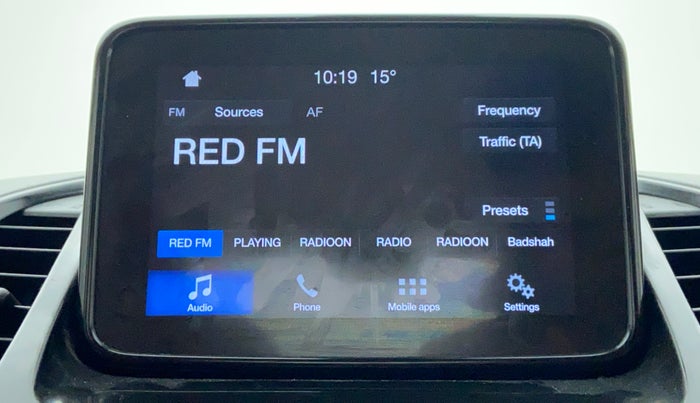 10:19 15°
FM Sources AF Frequency
Traffic (TA)
RED FM
Presets
RED FM PLAYING RADIOON RADIO RADIOON Badshah
Audio Phone Mobile apps Settings